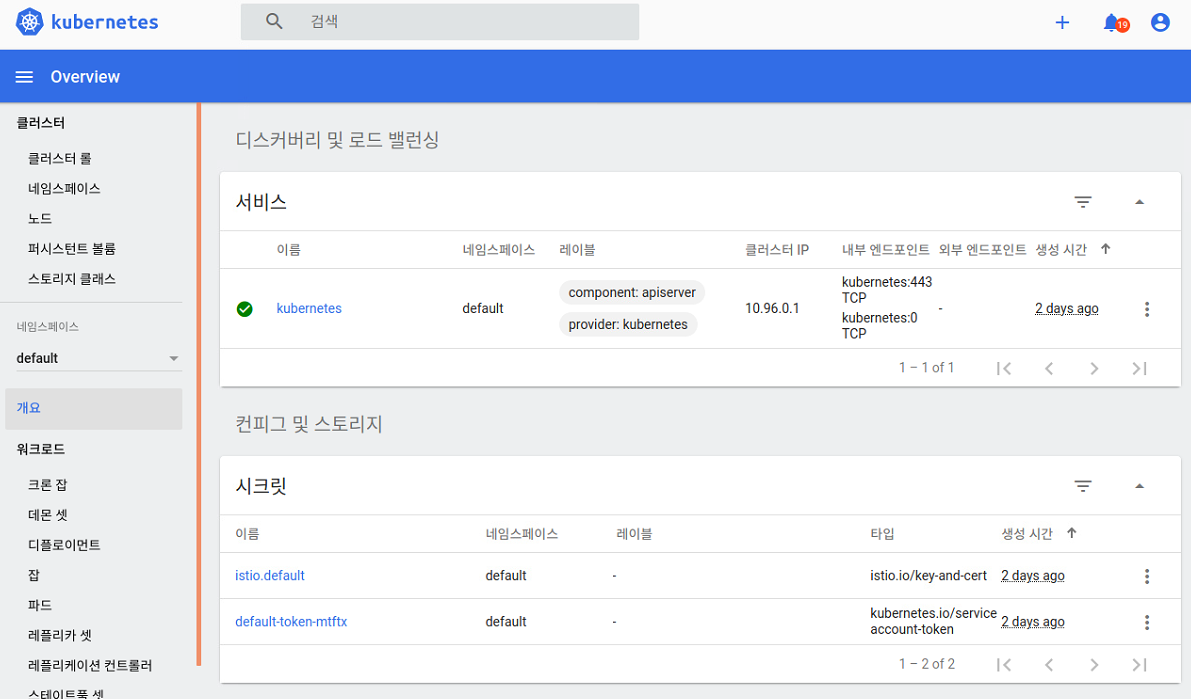 kubernetes
검색
19
Overview
클러스터
클러스터 롤
네임스페이스
노드
퍼시스턴트 볼륨
스토리지 클래스
네임스페이스
default
개요
워크로드
크론 잡
데몬 셋
디플로이먼트
잡
파드
레플리카 셋
레플리케이션 컨트롤러
스테이트풀 셋
디스커버리 및 로드 밸런싱
서비스
이름 네임스페이스 레이블 클러스터 IP 내부 엔드포인트 외부 엔드포인트 생성 시간
kubernetes default component: apiserver provider: kubernetes 10.96.0.1 kubernetes:443 TCP kubernetes:0 TCP - 2 days ago
1 – 1 of 1
컨피그 및 스토리지
시크릿
이름 네임스페이스 레이블 타입 생성 시간
istio.default default - istio.io/key-and-cert 2 days ago
default-token-mtftx default - kubernetes.io/service account-token 2 days ago
1 – 2 of 2